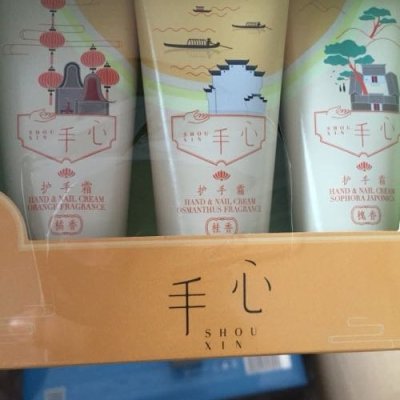 手心
SHOU
XIN
护手霜
HAND & NAIL CREAM
ORANGE FRAGRANCE
橘香
手心
SHOU
XIN
护手霜
HAND & NAIL CREAM
OSMANTHUS FRAGRANCE
桂香
手心
SHOU
XIN
护手霜
HAND & NAIL CREAM
SOPHORA JAPONICA
槐香
手心
SHOU
XIN